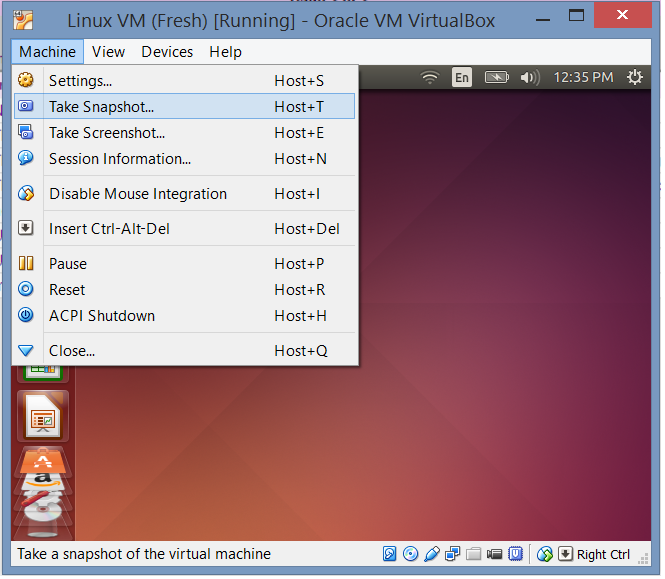 Linux VM (Fresh) [Running] - Oracle VM VirtualBox
Machine View Devices Help
En 12:35 PM
Settings... Host+S
Take Snapshot... Host+T
Take Screenshot... Host+E
Session Information... Host+N
Disable Mouse Integration Host+I
Insert Ctrl-Alt-Del Host+Del
Pause Host+P
Reset Host+R
ACPI Shutdown Host+H
Close... Host+Q
a
Take a snapshot of the virtual machine Right Ctrl